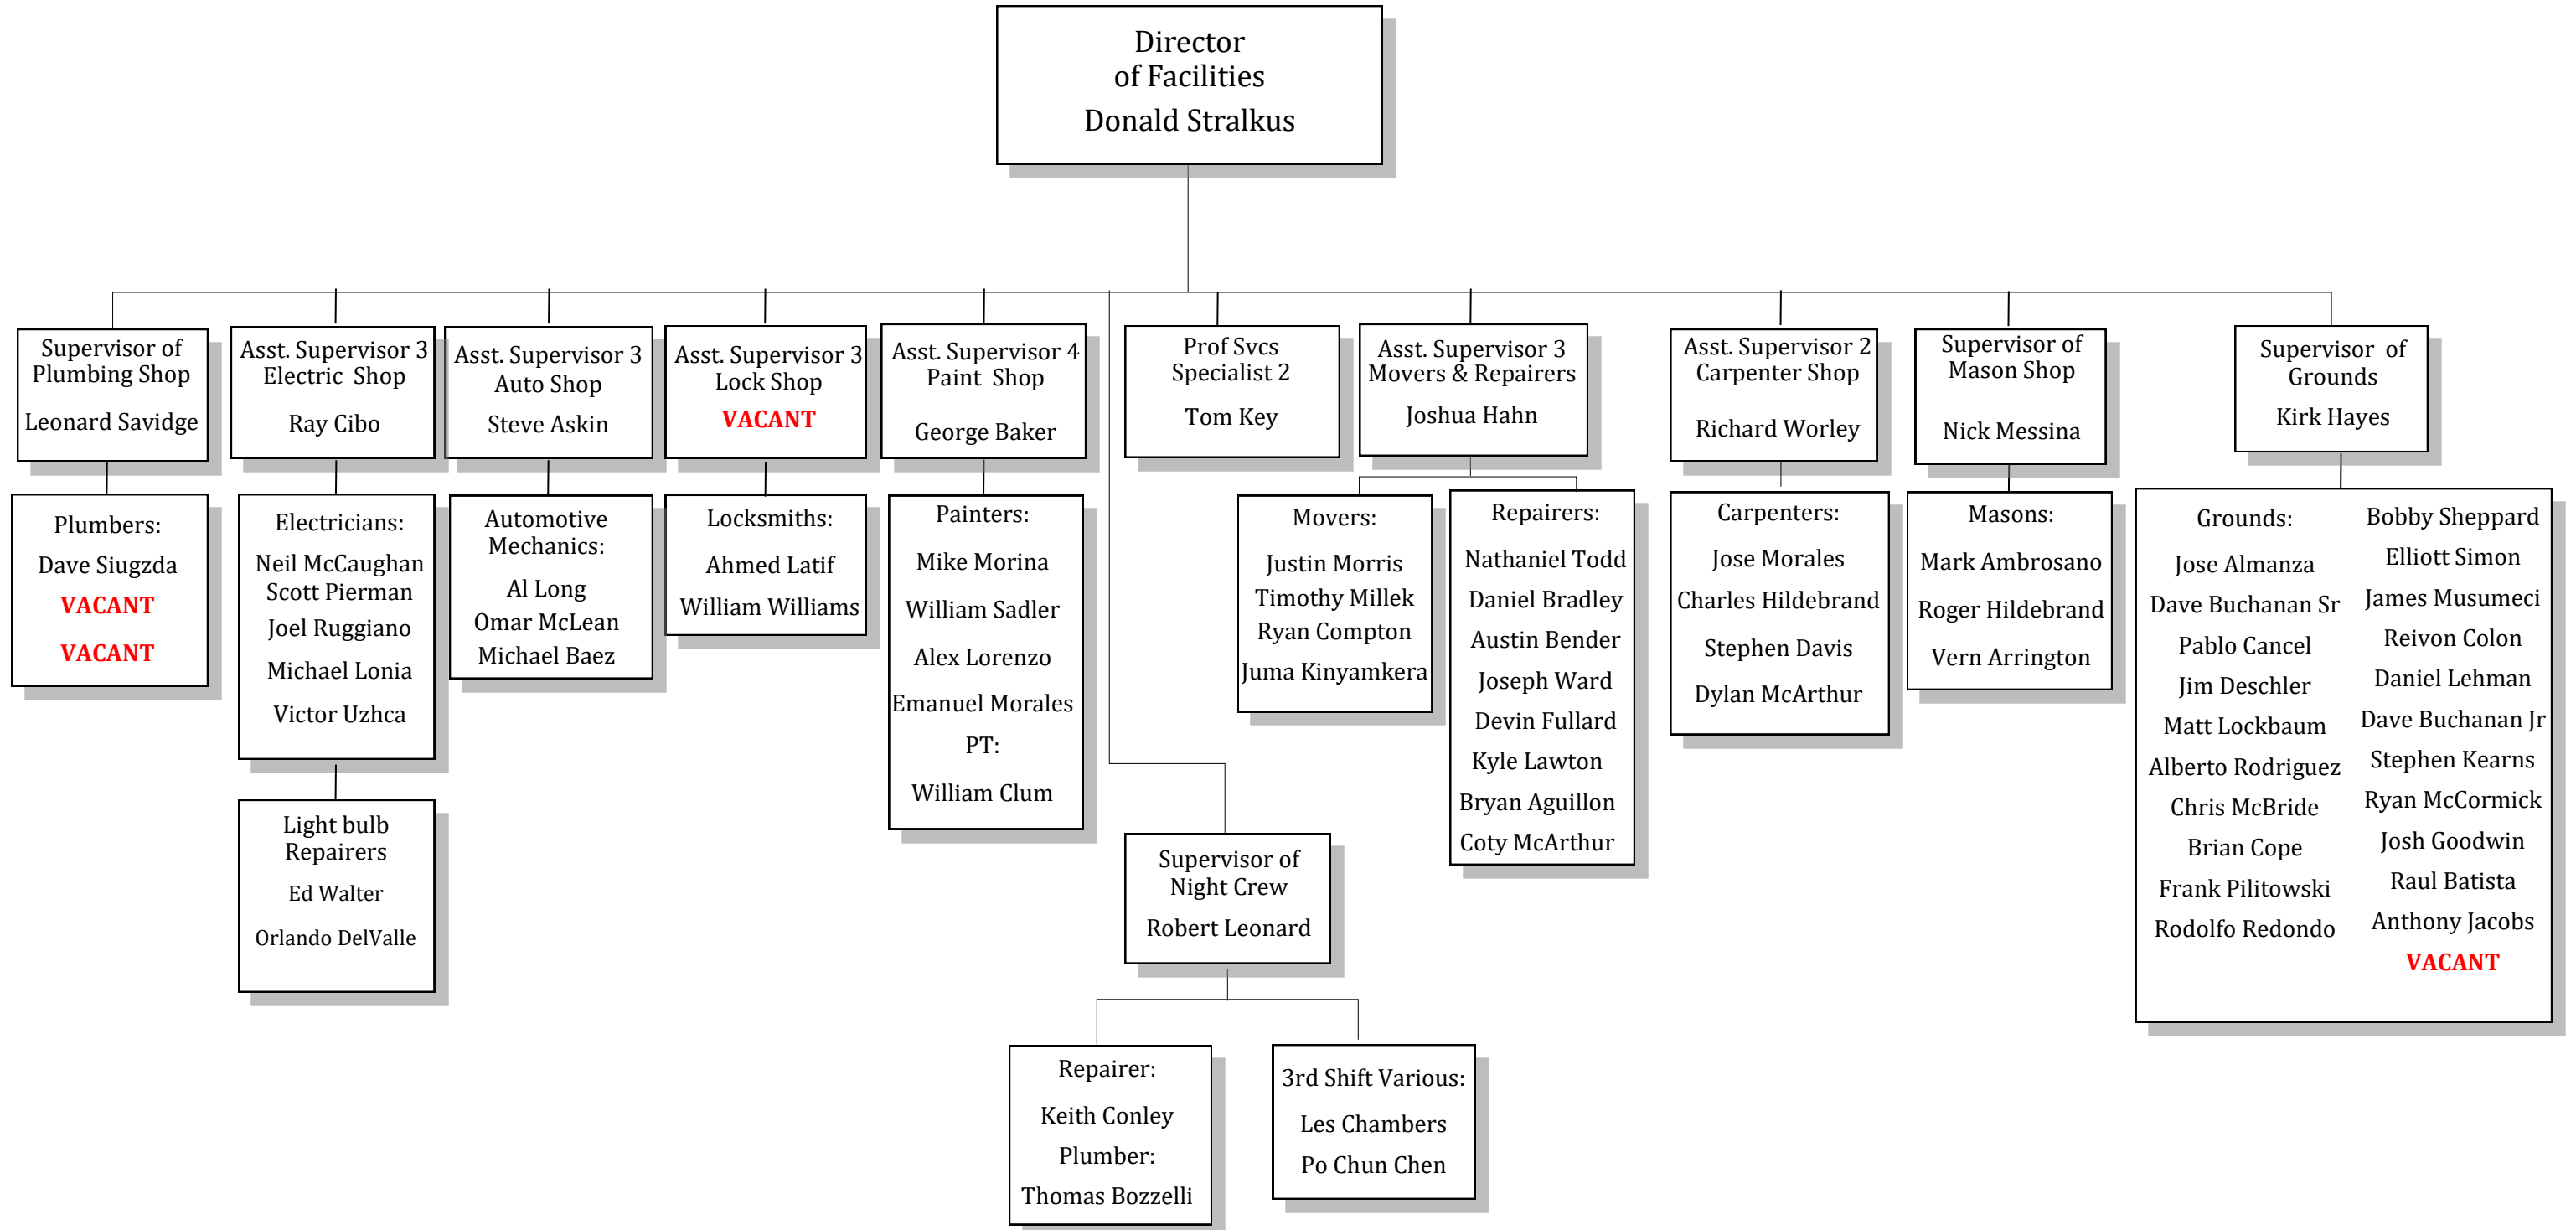 Director
of Facilities
Donald Stralkus
Supervisor of
Plumbing Shop
Leonard Savidge
Asst. Supervisor 3
Electric Shop
Ray Cibo
Asst. Supervisor 3
Auto Shop
Steve Askin
Asst. Supervisor 3
Lock Shop
VACANT
Asst. Supervisor 4
Paint Shop
George Baker
Prof Svcs
Specialist 2
Tom Key
Asst. Supervisor 3
Movers & Repairers
Joshua Hahn
Asst. Supervisor 2
Carpenter Shop
Richard Worley
Supervisor of
Mason Shop
Nick Messina
Supervisor of
Grounds
Kirk Hayes
Plumbers:
Dave Siugzda
VACANT
VACANT
Electricians:
Neil McCaughan
Scott Pierman
Joel Ruggiano
Michael Lonia
Victor Uzhca
Light bulb
Repairers
Ed Walter
Orlando DelValle
Automotive
Mechanics:
Al Long
Omar McLean
Michael Baez
Locksmiths:
Ahmed Latif
William Williams
Painters:
Mike Morina
William Sadler
Alex Lorenzo
Emanuel Morales
PT:
William Clum
Movers:
Justin Morris
Timothy Millek
Ryan Compton
Juma Kinyamkera
Repairers:
Nathaniel Todd
Daniel Bradley
Austin Bender
Joseph Ward
Devin Fullard
Kyle Lawton
Bryan Aguillon
Coty McArthur
Carpenters:
Jose Morales
Charles Hildebrand
Stephen Davis
Dylan McArthur
Masons:
Mark Ambrosano
Roger Hildebrand
Vern Arrington
Grounds:
Jose Almanza
Dave Buchanan Sr
Pablo Cancel
Jim Deschler
Matt Lockbaum
Alberto Rodriguez
Chris McBride
Brian Cope
Frank Pilitowski
Rodolfo Redondo
Bobby Sheppard
Elliott Simon
James Musumeci
Reivon Colon
Daniel Lehman
Dave Buchanan Jr
Stephen Kearns
Ryan McCormick
Josh Goodwin
Raul Batista
Anthony Jacobs
VACANT
Supervisor of
Night Crew
Robert Leonard
Repairer:
Keith Conley
Plumber:
Thomas Bozzelli
3rd Shift Various:
Les Chambers
Po Chun Chen